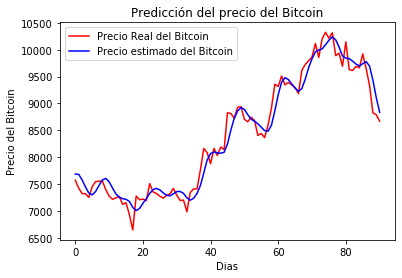 Predicción del precio del Bitcoin
Precio Real del Bitcoin
Precio estimado del Bitcoin
Precio del Bitcoin
10500
10000
9500
9000
8500
8000
7500
7000
6500
0 20 40 60 80
Dias